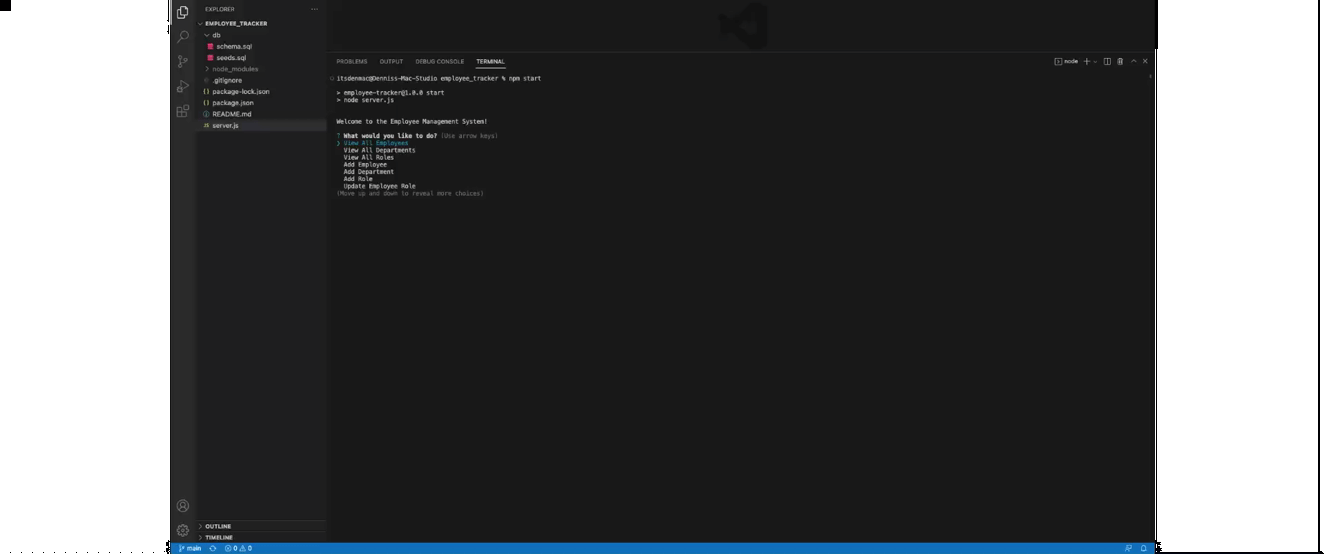 EXPLORER
EMPLOYEE_TRACKER
db
schema.sql
seeds.sql
node_modules
.gitignore
package-lock.json
package.json
README.md
server.js
OUTLINE
TIMELINE
PROBLEMS OUTPUT DEBUG CONSOLE TERMINAL
node
itsdenmac@Denniss-Mac-Studio employee_tracker % npm start
> employee-tracker@1.0.0 start
> node server.js
Welcome to the Employee Management System!
? What would you like to do? (Use arrow keys)
❯ View All Employees
View All Departments
View All Roles
Add Employee
Add Department
Add Role
Update Employee Role
(Move up and down to reveal more choices)
main 0 0